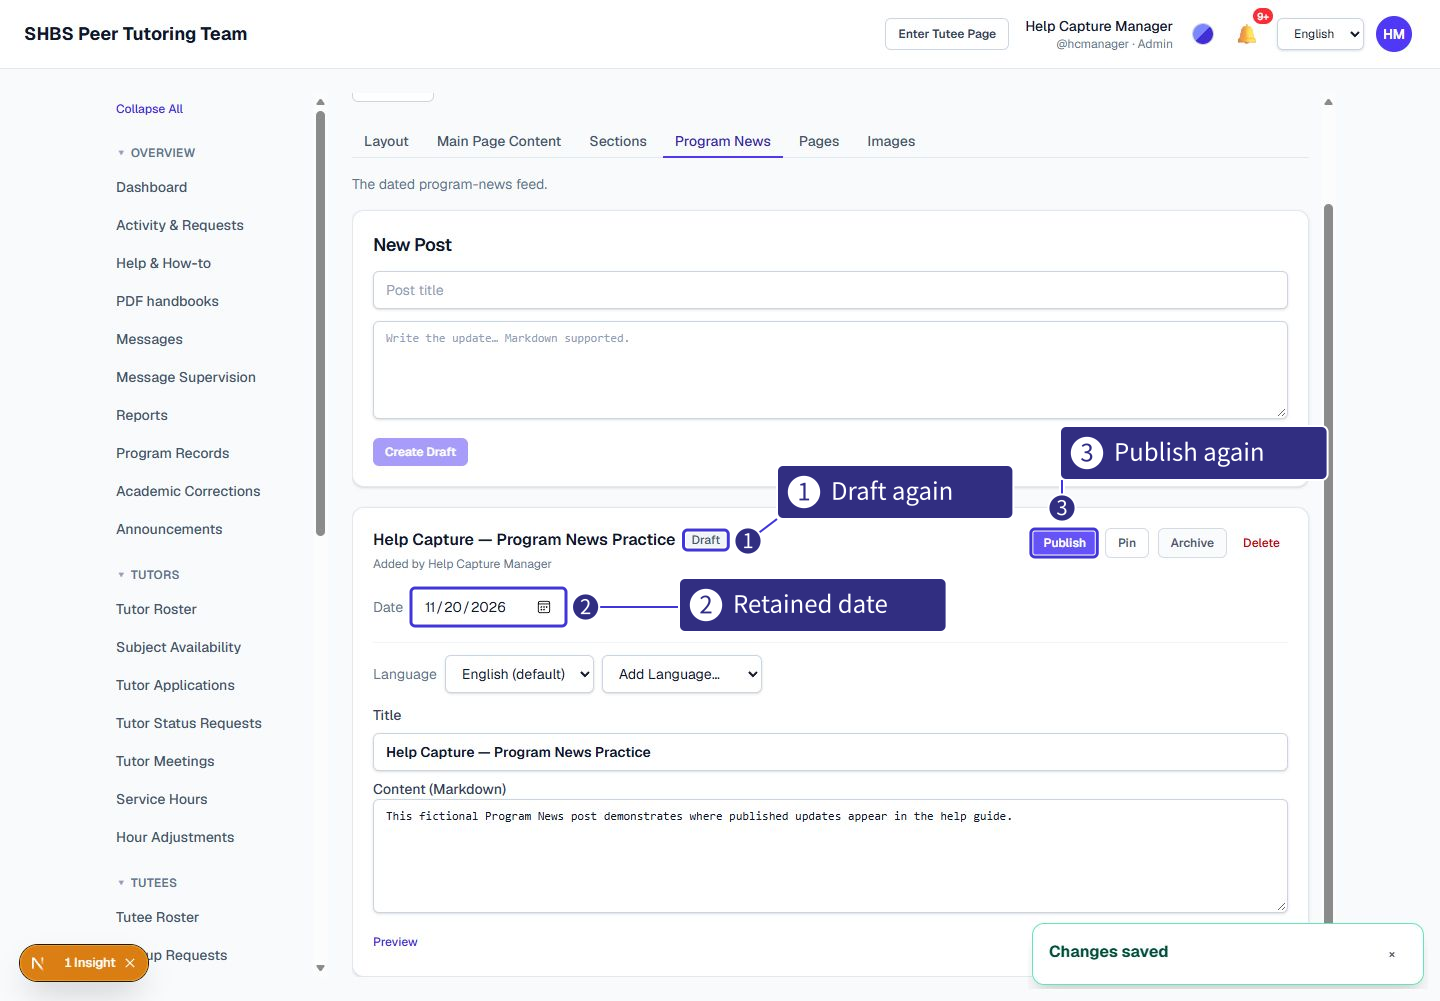 SHBS Peer Tutoring Team
Enter Tutee Page
Help Capture Manager
@hcmanager · Admin
9+
English
HM
Collapse All
OVERVIEW
Dashboard
Activity & Requests
Help & How-to
PDF handbooks
Messages
Message Supervision
Reports
Program Records
Academic Corrections
Announcements
TUTORS
Tutor Roster
Subject Availability
Tutor Applications
Tutor Status Requests
Tutor Meetings
Service Hours
Hour Adjustments
TUTEES
Tutee Roster
up Requests
N 1 Insight ×
Layout Main Page Content Sections Program News Pages Images
The dated program-news feed.
New Post
Post title
Write the update… Markdown supported.
Create Draft
3 Publish again
1 Draft again
3
Help Capture — Program News Practice Draft 1
Publish Pin Archive Delete
Added by Help Capture Manager
Date 11/20/2026 2
2 Retained date
Language English (default) Add Language…
Title
Help Capture — Program News Practice
Content (Markdown)
This fictional Program News post demonstrates where published updates appear in the help guide.
Preview
Changes saved ×